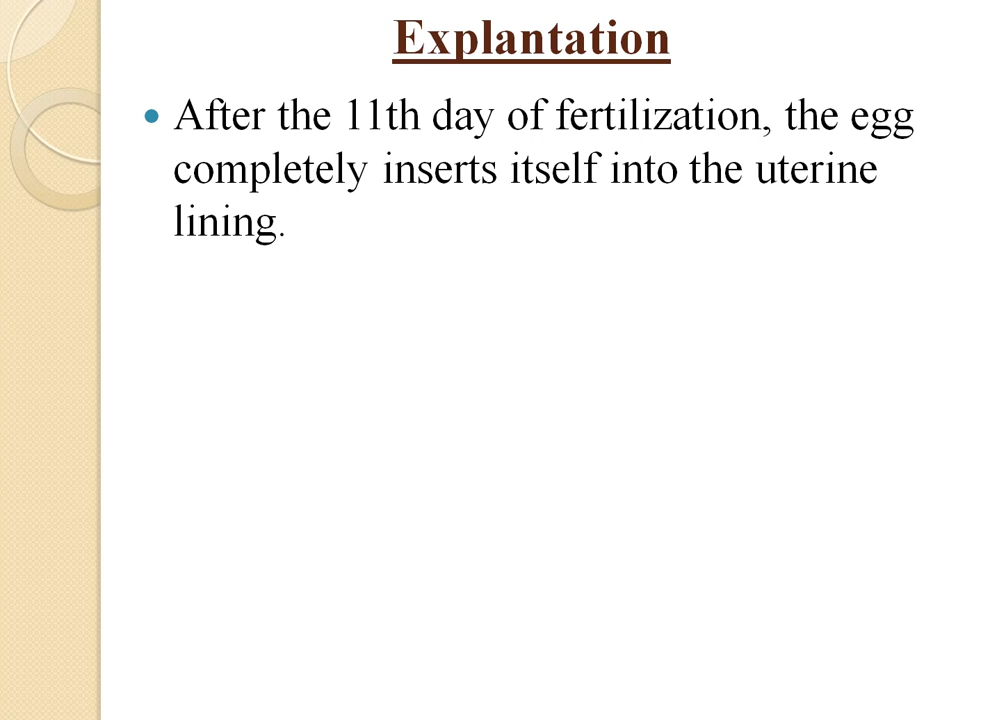 Explantation
• After the 11th day of fertilization, the egg
completely inserts itself into the uterine
lining.